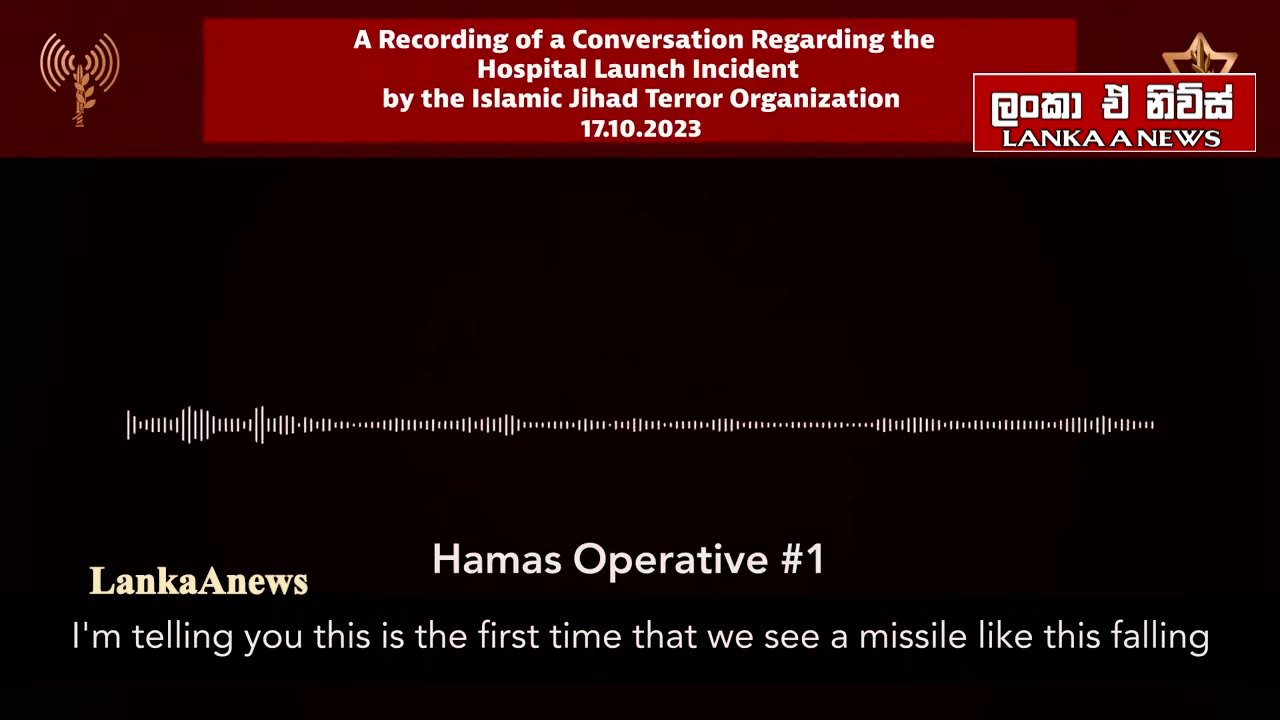 A Recording of a Conversation Regarding the
Hospital Launch Incident
by the Islamic Jihad Terror Organization
17.10.2023
ලංකා ඒ නිව්ස්
LANKA A NEWS
Hamas Operative #1
LankaAnews
I'm telling you this is the first time that we see a missile like this falling